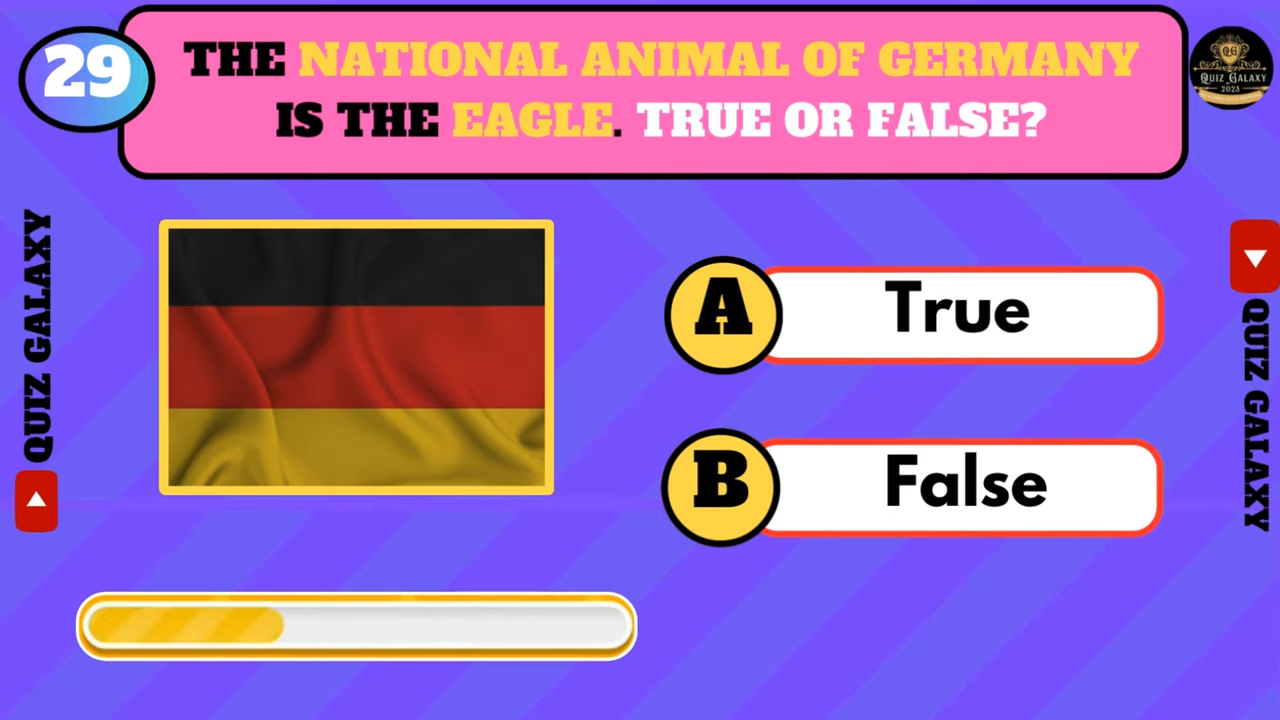 29
THE NATIONAL ANIMAL OF GERMANY
IS THE EAGLE. TRUE OR FALSE?
QG
QUIZ GALAXY
2023
QUIZ GALAXY
A
True
B
False
QUIZ GALAXY